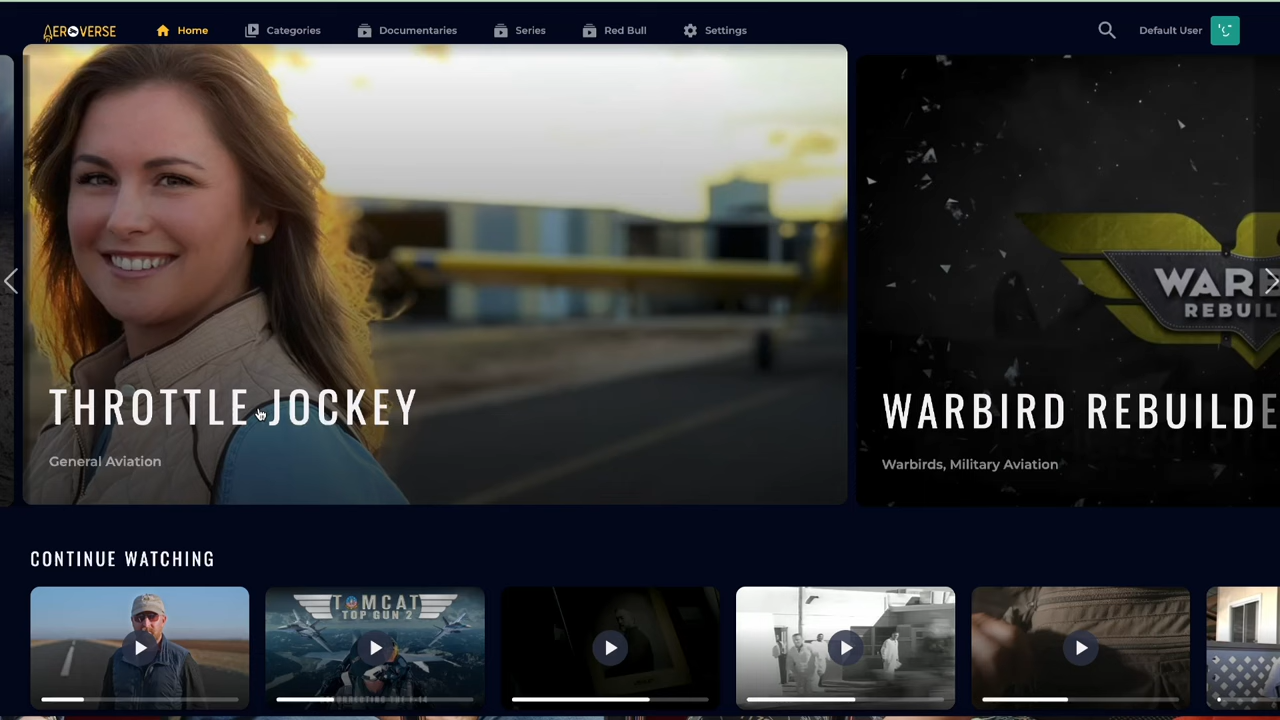 AEROVERSE
Home
Categories
Documentaries
Series
Red Bull
Settings
Default User
THROTTLE JOCKEY
General Aviation
WARBIRD REBUILDE
Warbirds, Military Aviation
REBUIL
CONTINUE WATCHING
TOMCAT
TOP GUN 2